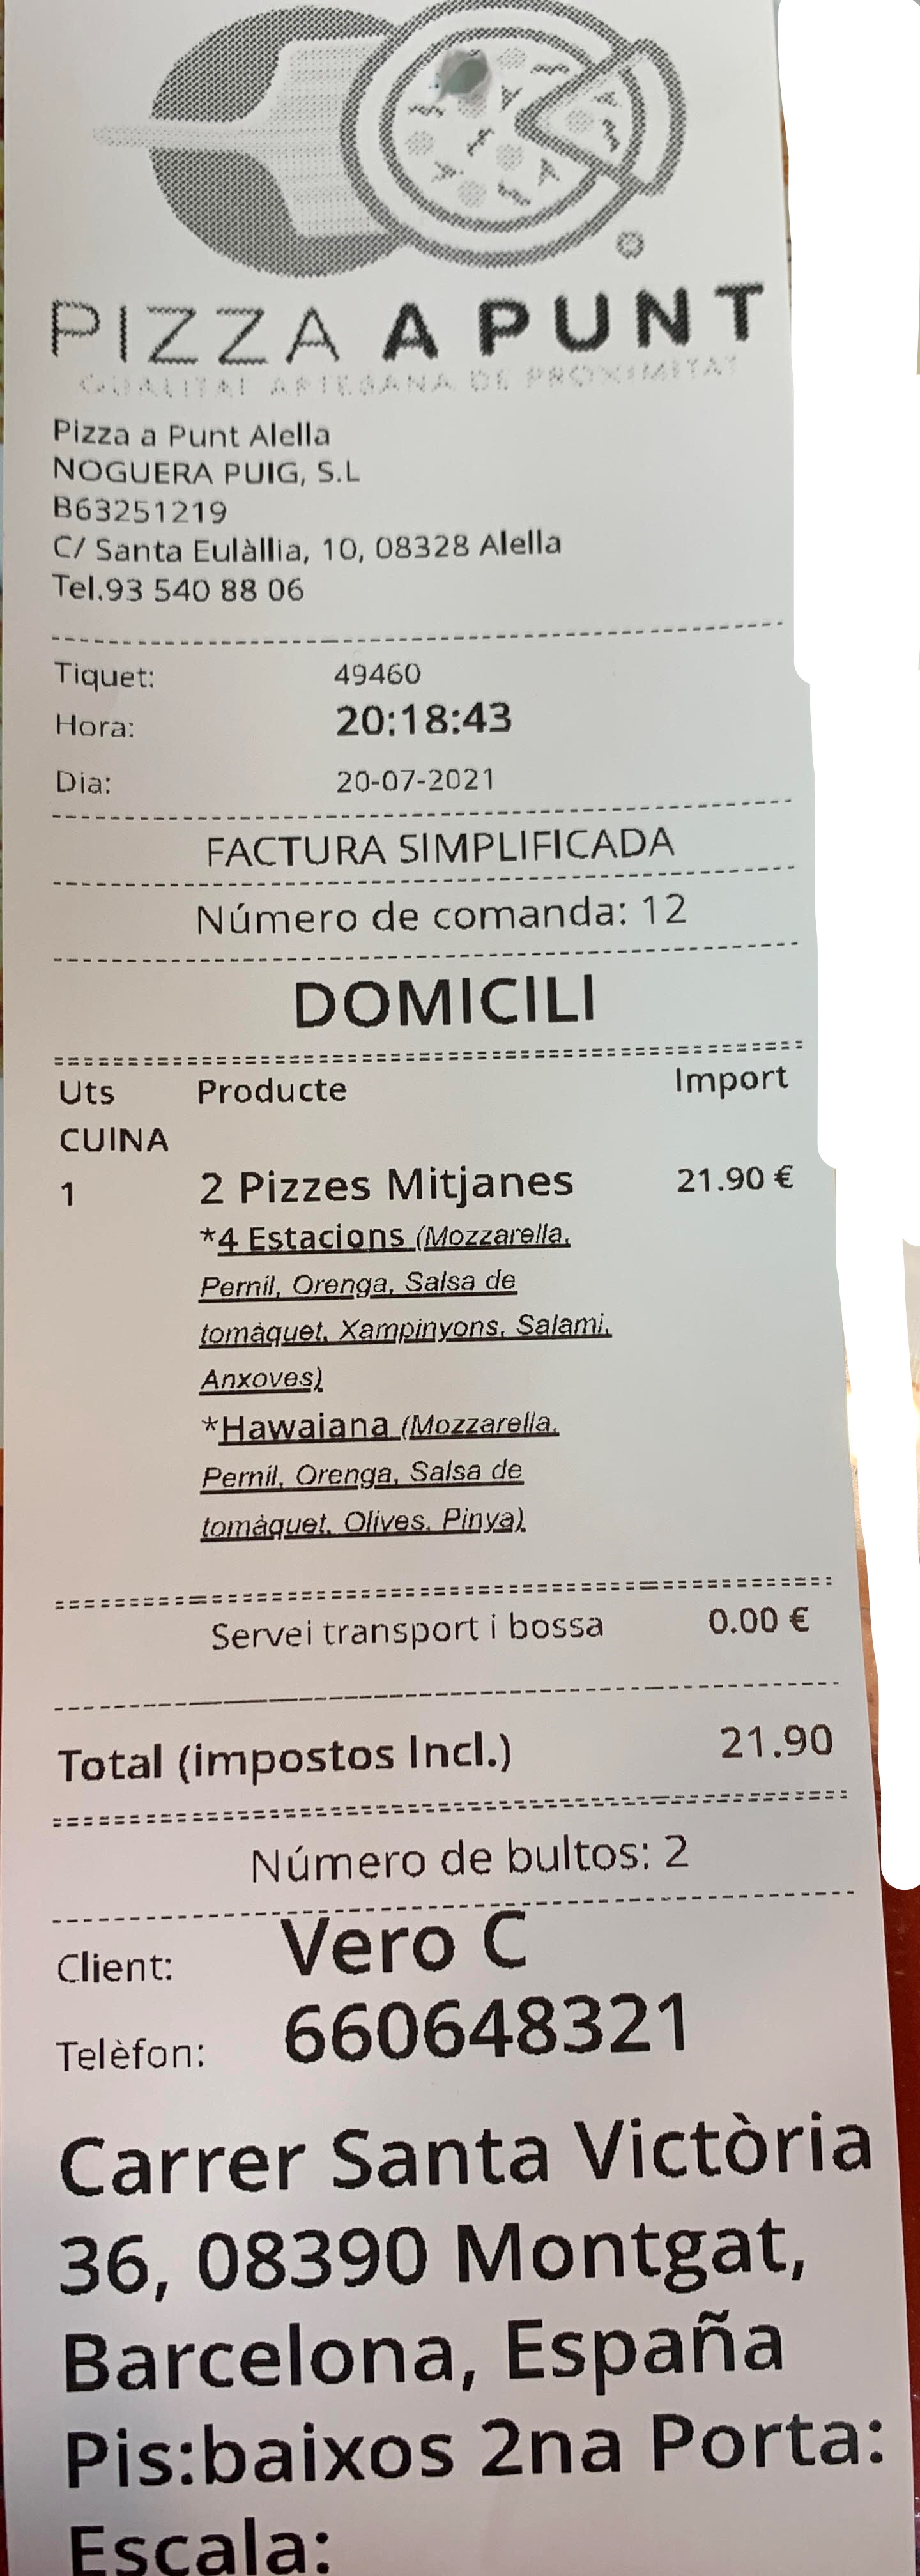 PIZZA A PUNT
QUALITAT ARTESANA DE PROXIMITAT
Pizza a Punt Alella
NOGUERA PUIG, S.L
B63251219
C/ Santa Eulàllia, 10, 08328 Alella
Tel.93 540 88 06
Tiquet: 49460
Hora: 20:18:43
Dia: 20-07-2021
FACTURA SIMPLIFICADA
Número de comanda: 12
DOMICILI
Uts Producte Import
CUINA
1 2 Pizzes Mitjanes 21.90 €
*4 Estacions (Mozzarella,
Pernil, Orenga, Salsa de
tomàquet, Xampinyons, Salami,
Anxoves)
*Hawaiana (Mozzarella,
Pernil, Orenga, Salsa de
tomàquet, Olives, Pinya)
Servei transport i bossa 0.00 €
Total (impostos Incl.) 21.90
Número de bultos: 2
Client: Vero C
Telèfon: 660648321
Carrer Santa Victòria
36, 08390 Montgat,
Barcelona, España
Pis:baixos 2na Porta:
Escala: